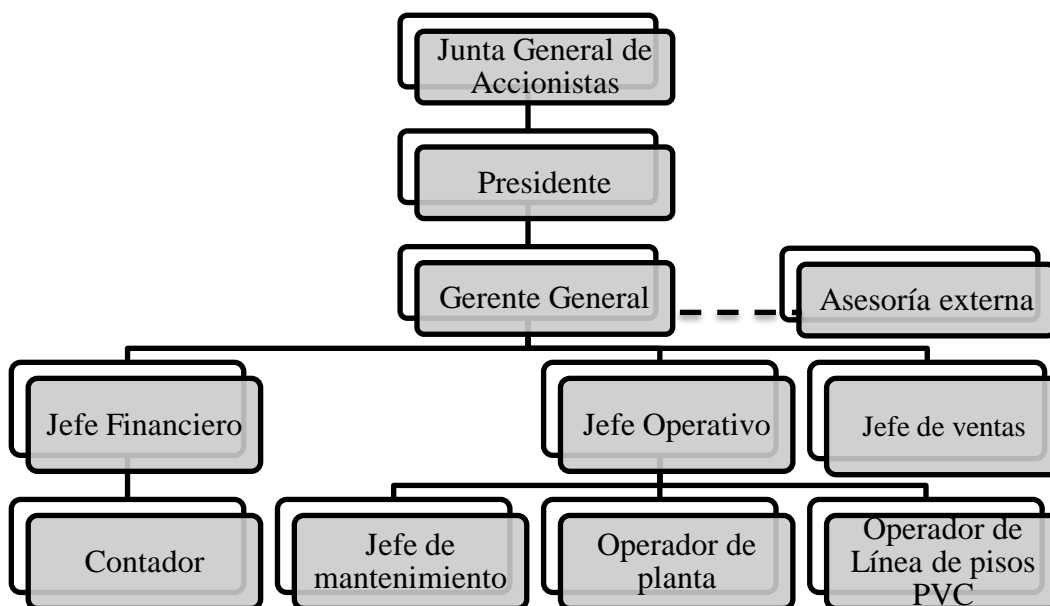 Junta General de
Accionistas
Presidente
Gerente General
Asesoría externa
Jefe Financiero
Jefe Operativo
Jefe de ventas
Contador
Jefe de
mantenimiento
Operador de
planta
Operador de
Línea de pisos
PVC